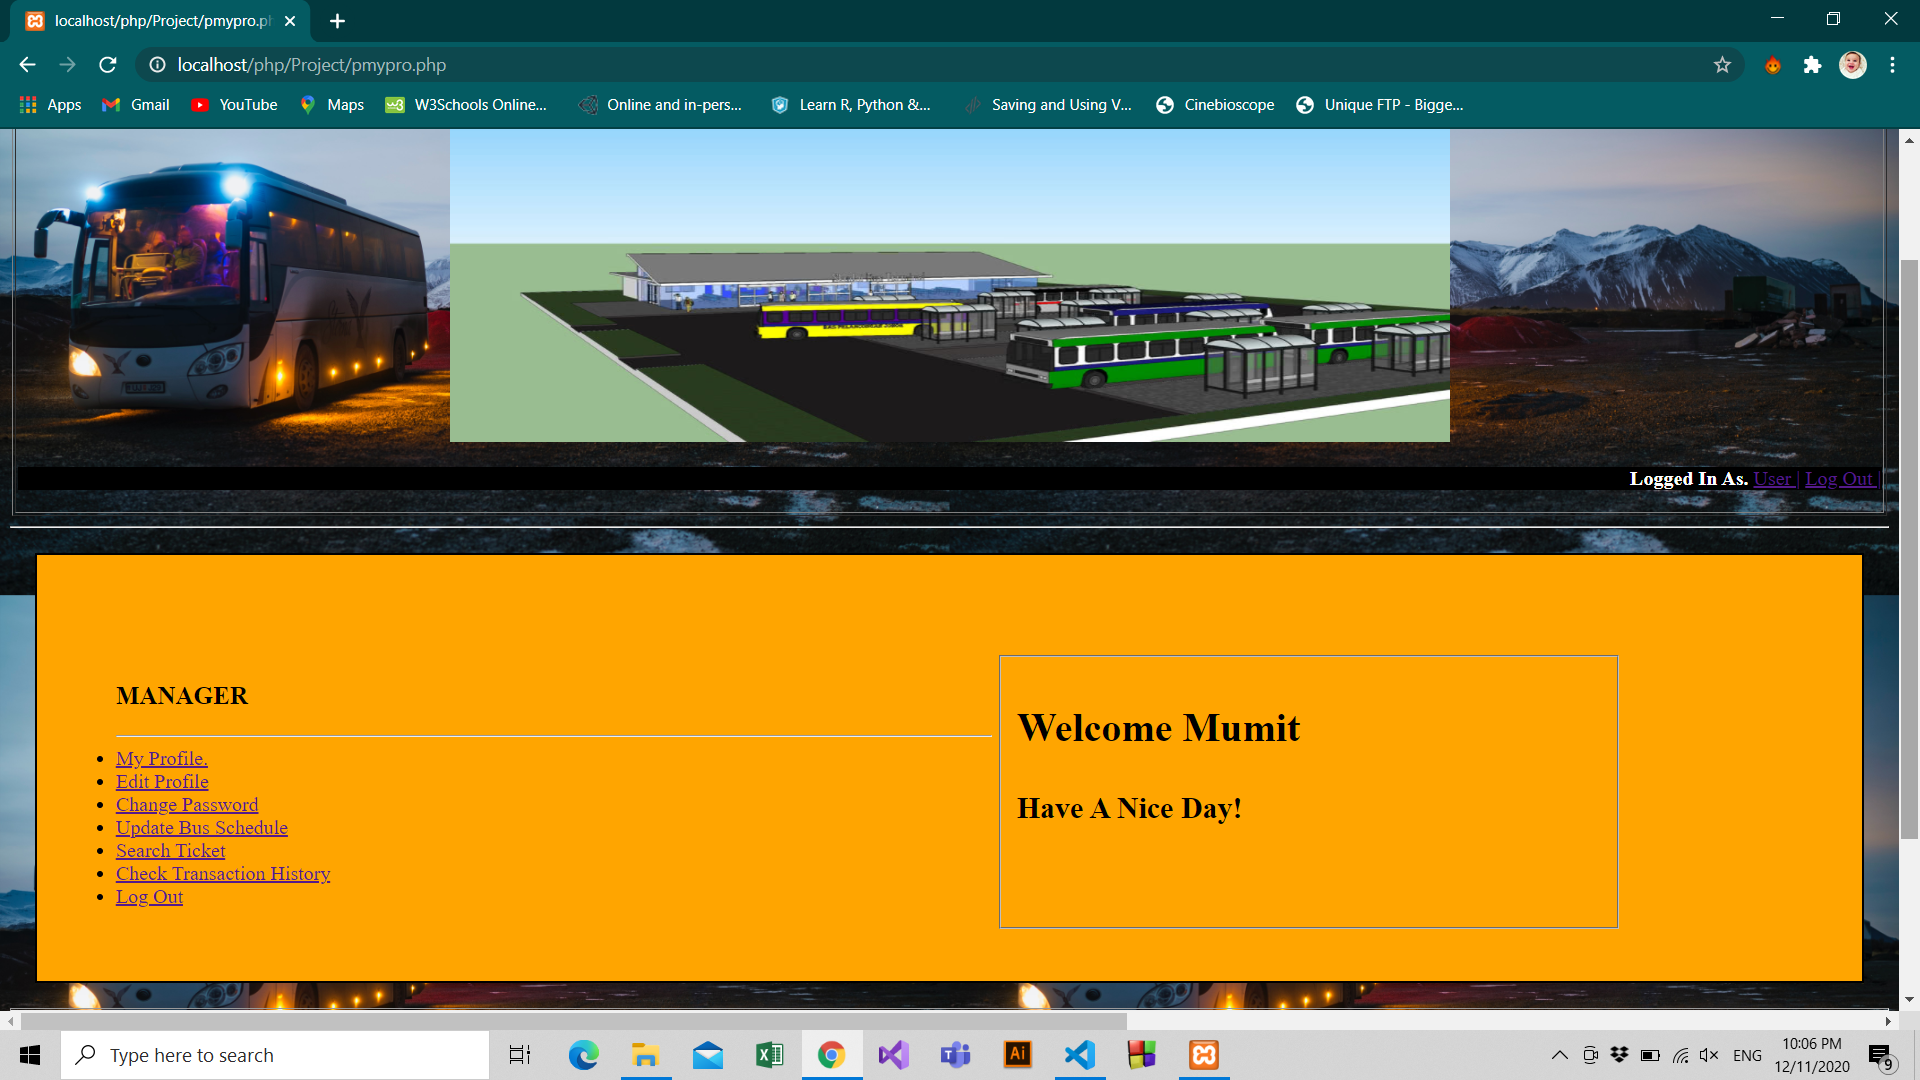 localhost/php/Project/pmypro.ph
localhost/php/Project/pmypro.php
Apps
Gmail
YouTube
Maps
W3Schools Online...
Online and in-pers...
Learn R, Python &...
Saving and Using V...
Cinebioscope
Unique FTP - Bigge...
Logged In As. User | Log Out |
MANAGER
My Profile.
Edit Profile
Change Password
Update Bus Schedule
Search Ticket
Check Transaction History
Log Out
Welcome Mumit
Have A Nice Day!
Type here to search
Ai
ENG
10:06 PM
12/11/2020
9